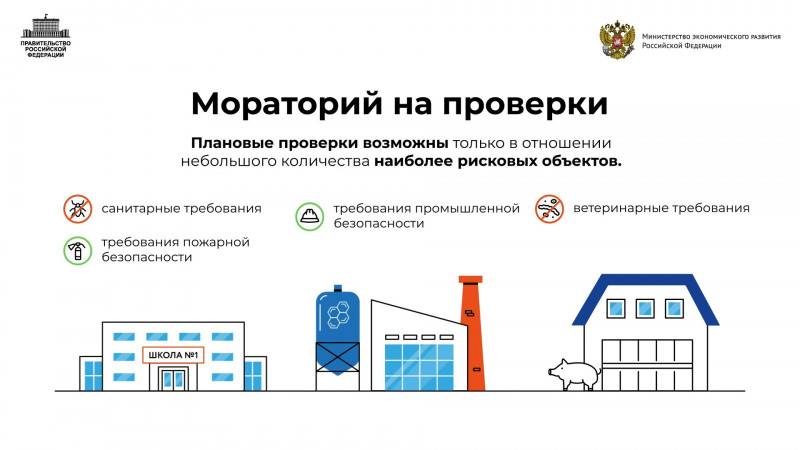 ПРАВИТЕЛЬСТВО
РОССИЙСКОЙ
ФЕДЕРАЦИИ
Министерство экономического развития
Российской Федерации
Мораторий на проверки
Плановые проверки возможны только в отношении
небольшого количества наиболее рисковых объектов.
санитарные требования
требования пожарной
безопасности
требования промышленной
безопасности
ветеринарные требования
ШКОЛА №1